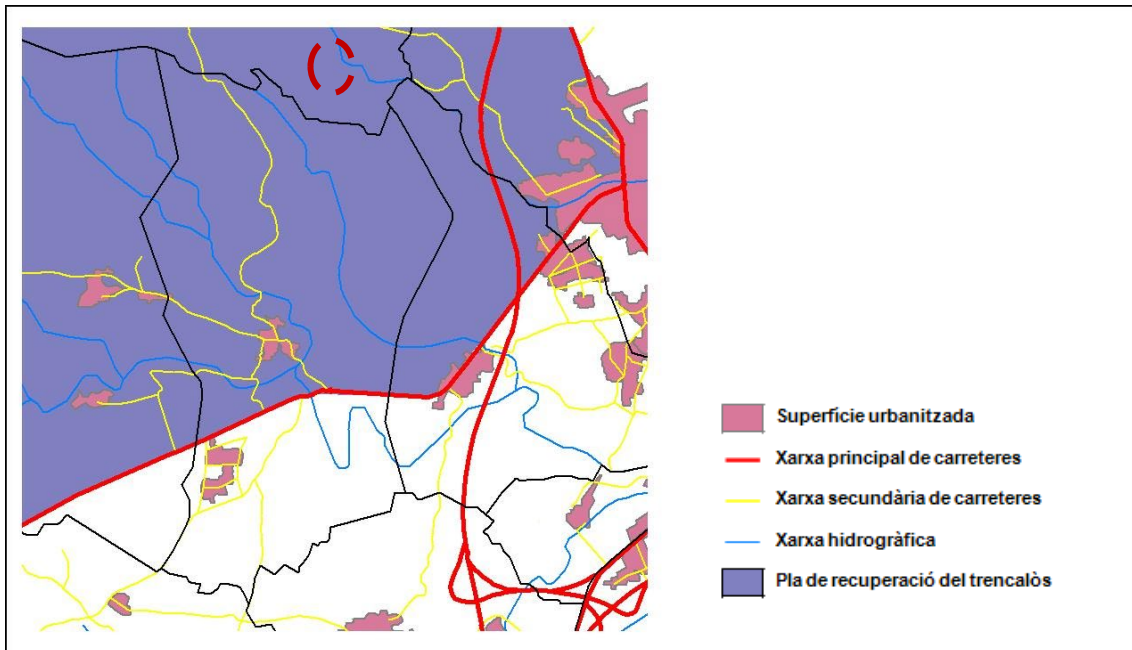 Superfície urbanitzada
Xarxa principal de carreteres
Xarxa secundària de carreteres
Xarxa hidrogràfica
Pla de recuperació del trencalòs